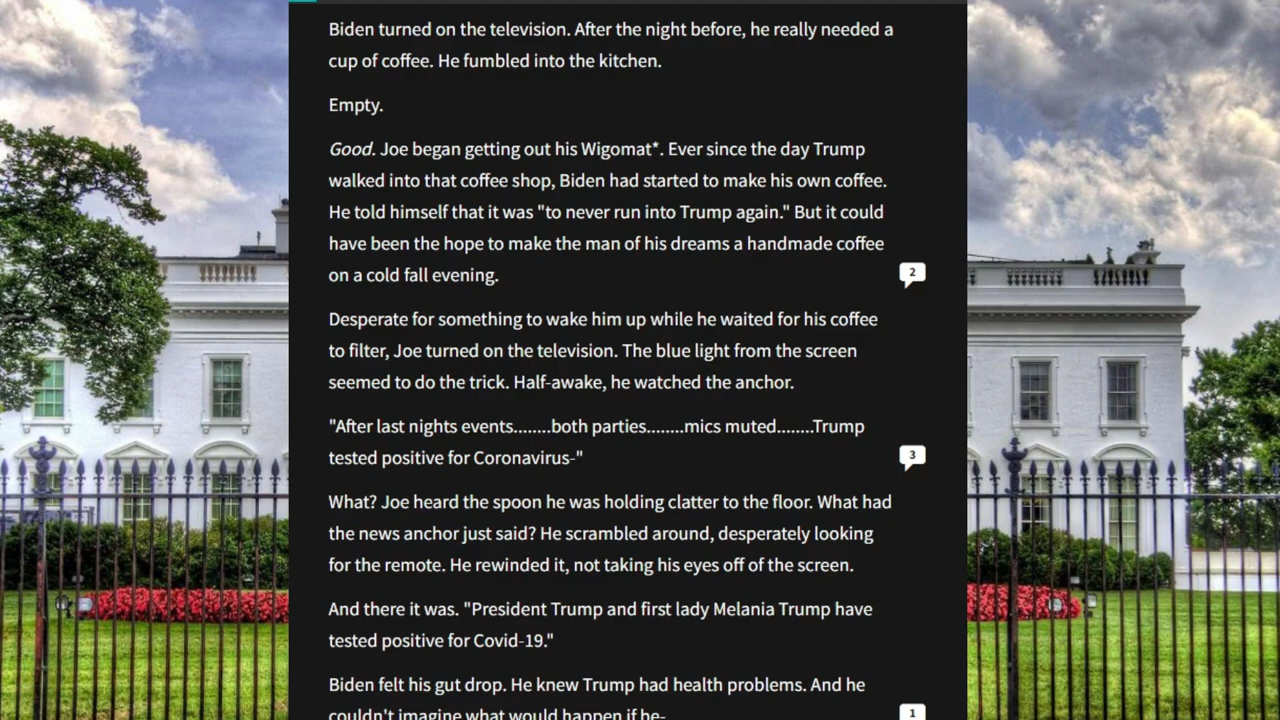 Biden turned on the television. After the night before, he really needed a
cup of coffee. He fumbled into the kitchen.
Empty.
Good. Joe began getting out his Wigomat*. Ever since the day Trump
walked into that coffee shop, Biden had started to make his own coffee.
He told himself that it was "to never run into Trump again." But it could
have been the hope to make the man of his dreams a handmade coffee
on a cold fall evening.
2
Desperate for something to wake him up while he waited for his coffee
to filter, Joe turned on the television. The blue light from the screen
seemed to do the trick. Half-awake, he watched the anchor.
"After last nights events........both parties........mics muted........Trump
tested positive for Coronavirus-"
3
What? Joe heard the spoon he was holding clatter to the floor. What had
the news anchor just said? He scrambled around, desperately looking
for the remote. He rewinded it, not taking his eyes off of the screen.
And there it was. "President Trump and first lady Melania Trump have
tested positive for Covid-19."
Biden felt his gut drop. He knew Trump had health problems. And he
couldn't imagine what would happen if he-
1